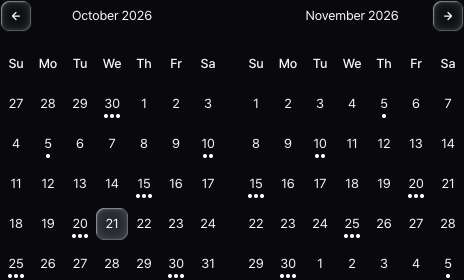 October 2026
November 2026
Su Mo Tu We Th Fr Sa
Su Mo Tu We Th Fr Sa
27 28 29 30 1 2 3
1 2 3 4 5 6 7
4 5 6 7 8 9 10
8 9 10 11 12 13 14
11 12 13 14 15 16 17
15 16 17 18 19 20 21
18 19 20 21 22 23 24
22 23 24 25 26 27 28
25 26 27 28 29 30 31
29 30 1 2 3 4 5